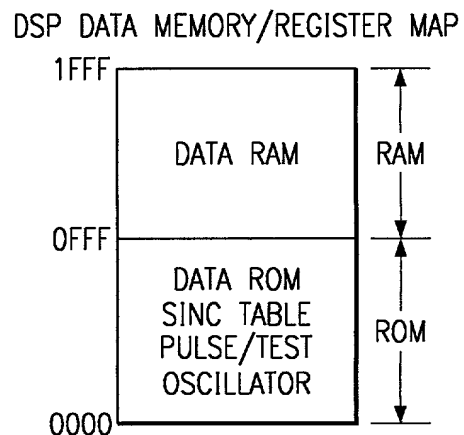 DSP DATA MEMORY/REGISTER MAP
1FFF
DATA RAM
RAM
0FFF
DATA ROM
SINC TABLE
PULSE/TEST
OSCILLATOR
ROM
0000